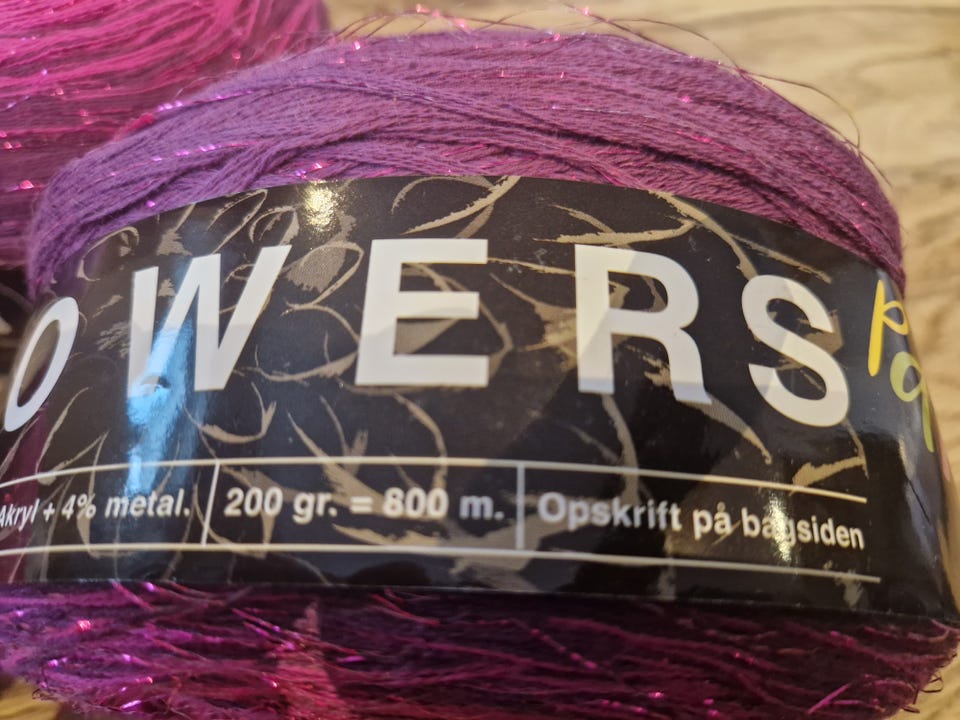 OWERS
Akryl + 4% metal. 200 gr. = 800 m. Opskrift på bagsiden